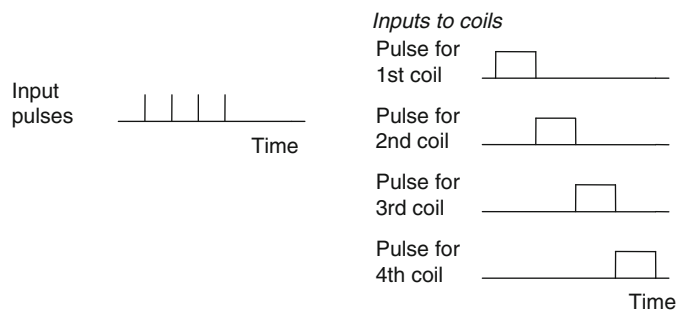 Input
pulses
Time
Inputs to coils
Pulse for
1st coil
Pulse for
2nd coil
Pulse for
3rd coil
Pulse for
4th coil
Time